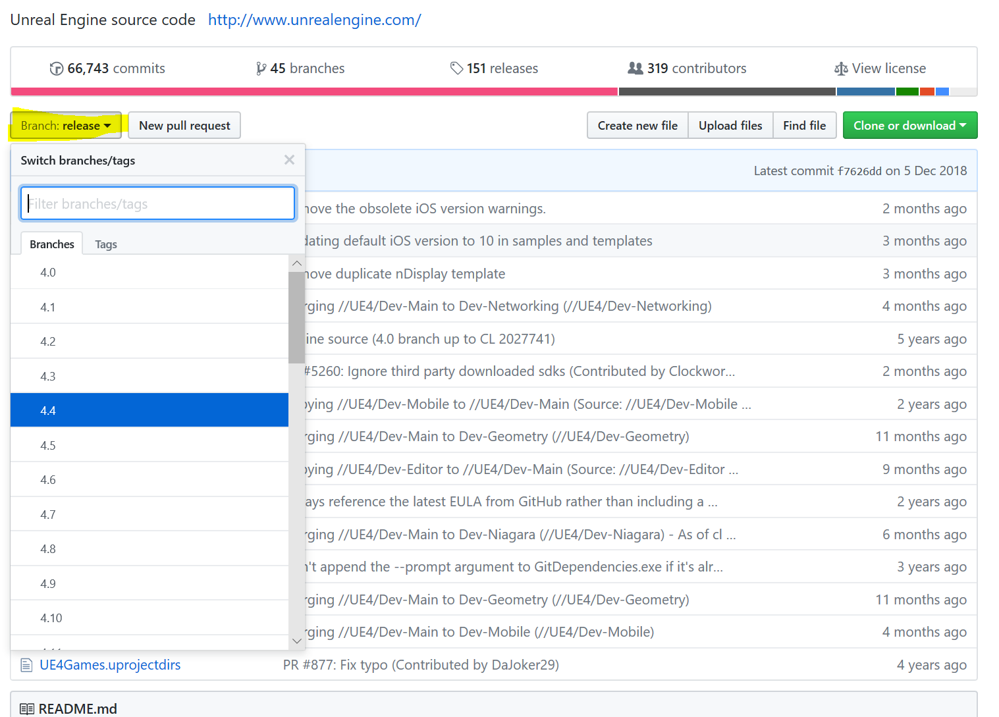 Unreal Engine source code http://www.unrealengine.com/
66,743 commits 45 branches 151 releases 319 contributors View license
Branch: release New pull request Create new file Upload files Find file Clone or download
Switch branches/tags
Latest commit f7626dd on 5 Dec 2018
Filter branches/tags
the obsolete iOS version warnings. 2 months ago
Branches Tags
default iOS version to 10 in samples and templates 3 months ago
4.0
duplicate nDisplay template 3 months ago
4.1
//UE4/Dev-Main to Dev-Networking (//UE4/Dev-Networking) 4 months ago
4.2
source (4.0 branch up to CL 2027741) 5 years ago
4.3
#5260: Ignore third party downloaded sdks (Contributed by Clockwor... 2 months ago
4.4
//UE4/Dev-Mobile to //UE4/Dev-Main (Source: //UE4/Dev-Mobile ... 2 years ago
4.5
//UE4/Dev-Main to Dev-Geometry (//UE4/Dev-Geometry) 11 months ago
4.6
//UE4/Dev-Editor to //UE4/Dev-Main (Source: //UE4/Dev-Editor ... 9 months ago
4.7
reference the latest EULA from GitHub rather than including a ... 2 years ago
4.8
//UE4/Dev-Main to Dev-Niagara (//UE4/Dev-Niagara) - As of cl ... 6 months ago
4.9
append the --prompt argument to GitDependencies.exe if it's alr... 3 years ago
4.10
//UE4/Dev-Main to Dev-Geometry (//UE4/Dev-Geometry) 11 months ago
//UE4/Dev-Main to Dev-Mobile (//UE4/Dev-Mobile) 4 months ago
UE4Games.uprojectdirs PR #877: Fix typo (Contributed by DaJoker29) 4 years ago
README.md